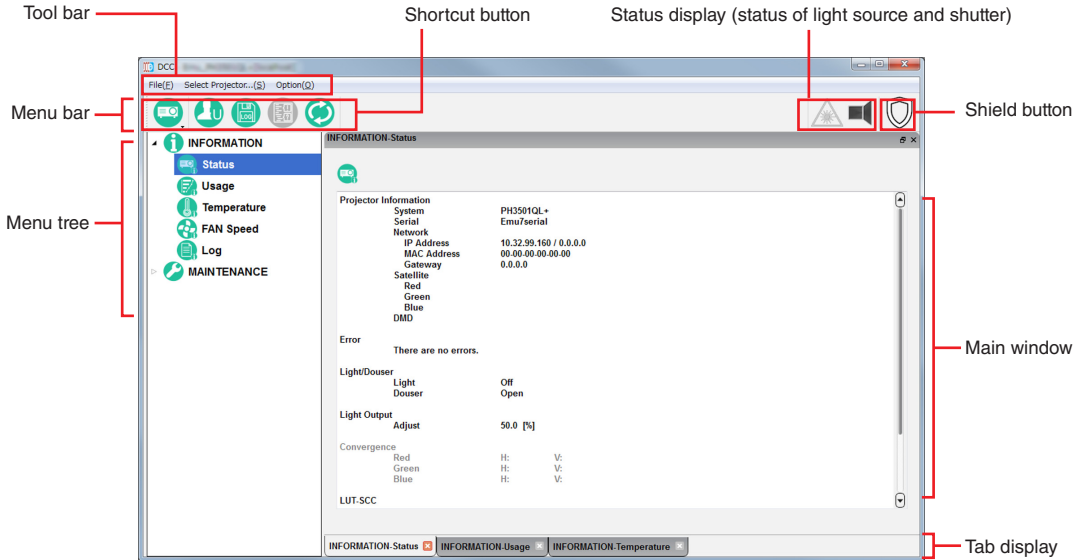 Tool bar
Shortcut button
Status display (status of light source and shutter)
DCC
File(F) Select Projector...(S) Option(O)
Menu bar
U
LOG
Shield button
INFORMATION
INFORMATION-Status
Status
Usage
Temperature
FAN Speed
Log
MAINTENANCE
Menu tree
Projector Information
System PH3501QL+
Serial Emu7serial
Network
IP Address 10.32.99.160 / 0.0.0.0
MAC Address 00-00-00-00-00-00
Gateway 0.0.0.0
Satellite
Red
Green
Blue
DMD
Error
There are no errors.
Main window
Light/Douser
Light Off
Douser Open
Light Output
Adjust 50.0 [%]
Convergence
Red H: V:
Green H: V:
Blue H: V:
LUT-SCC
INFORMATION-Status INFORMATION-Usage INFORMATION-Temperature
Tab display